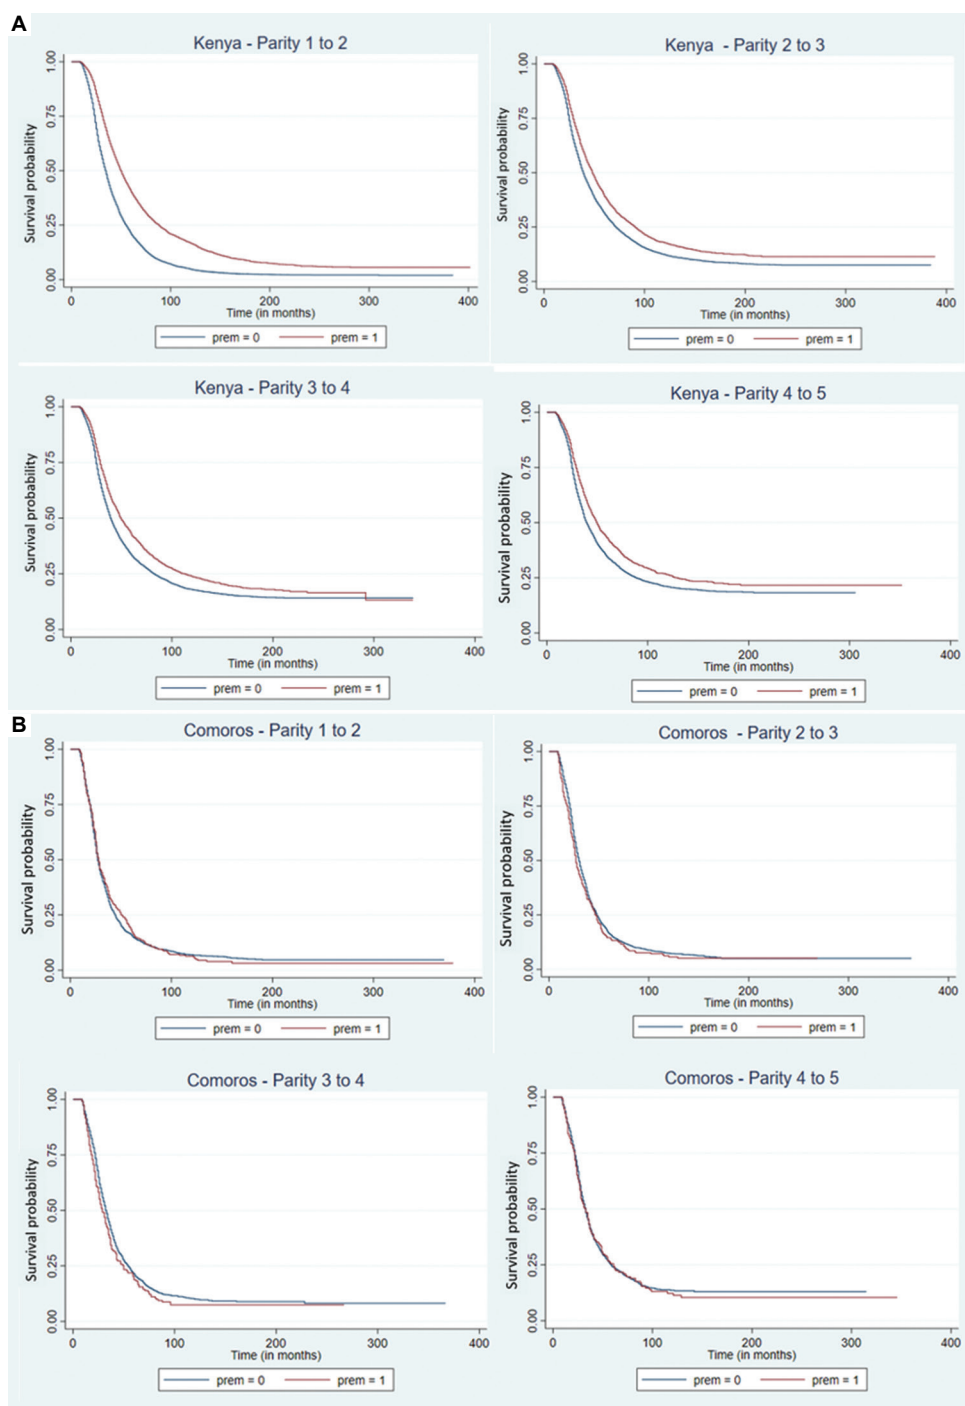 A
Kenya - Parity 1 to 2
Survival probability
1.00
0.75
0.50
0.25
0.00
0 100 200 300 400
Time (in months)
prem = 0 prem = 1
Kenya - Parity 2 to 3
Survival probability
1.00
0.75
0.50
0.25
0.00
0 100 200 300 400
Time (in months)
prem = 0 prem = 1
Kenya - Parity 3 to 4
Survival probability
1.00
0.75
0.50
0.25
0.00
0 100 200 300 400
Time (in months)
prem = 0 prem = 1
Kenya - Parity 4 to 5
Survival probability
1.00
0.75
0.50
0.25
0.00
0 100 200 300 400
Time (in months)
prem = 0 prem = 1
B
Comoros - Parity 1 to 2
Survival probability
1.00
0.75
0.50
0.25
0.00
0 100 200 300 400
Time (in months)
prem = 0 prem = 1
Comoros - Parity 2 to 3
Survival probability
1.00
0.75
0.50
0.25
0.00
0 100 200 300 400
Time (in months)
prem = 0 prem = 1
Comoros - Parity 3 to 4
Survival probability
1.00
0.75
0.50
0.25
0.00
0 100 200 300 400
Time (in months)
prem = 0 prem = 1
Comoros - Parity 4 to 5
Survival probability
1.00
0.75
0.50
0.25
0.00
0 100 200 300 400
Time (in months)
prem = 0 prem = 1